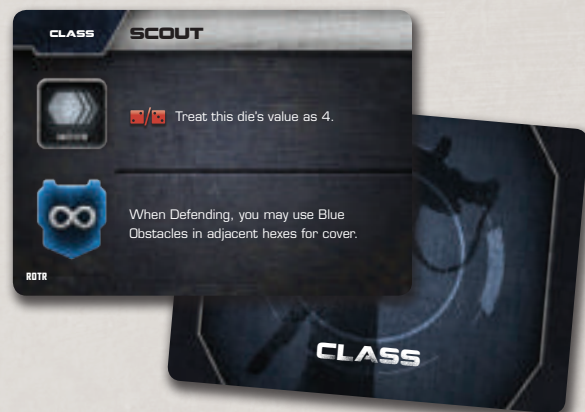 CLASS
SCOUT
/ Treat this die's value as 4.
When Defending, you may use Blue
Obstacles in adjacent hexes for cover.
ROTR
CLASS